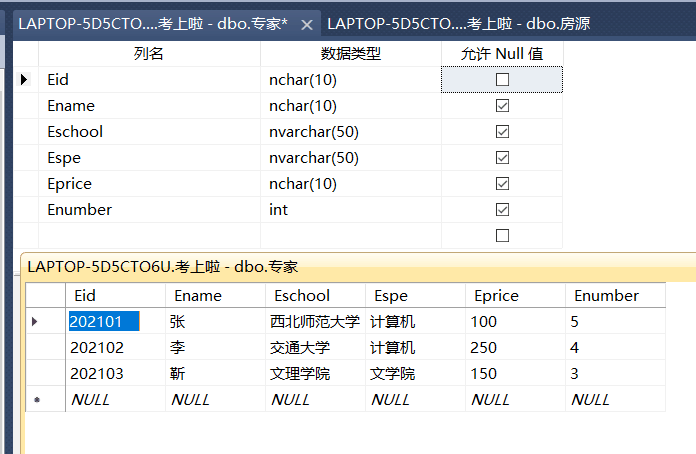 LAPTOP-5D5CTO....考上啦 - dbo.专家* LAPTOP-5D5CTO....考上啦 - dbo.房源
列名 数据类型 允许 Null 值
Eid nchar(10)
Ename nchar(10)
Eschool nvarchar(50)
Espe nvarchar(50)
Eprice nchar(10)
Enumber int
LAPTOP-5D5CTO6U.考上啦 - dbo.专家
Eid Ename Eschool Espe Eprice Enumber
202101 张 西北师范大学 计算机 100 5
202102 李 交通大学 计算机 250 4
202103 靳 文理学院 文学院 150 3
NULL NULL NULL NULL NULL NULL